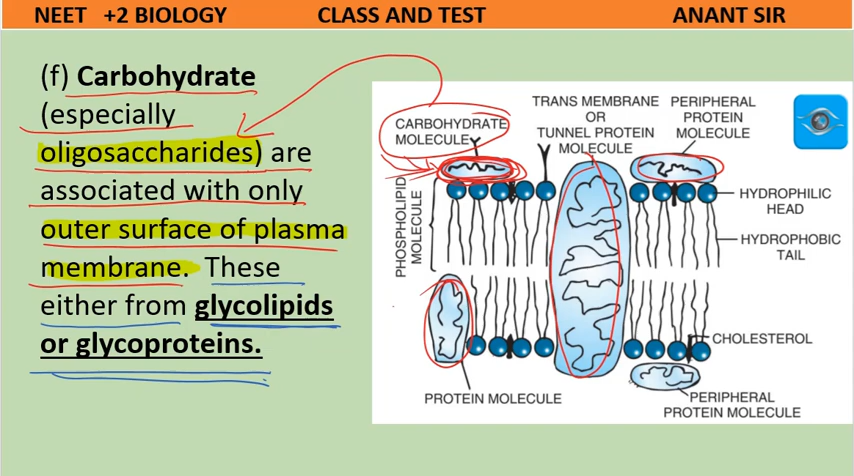 NEET +2 BIOLOGY CLASS AND TEST ANANT SIR
(f) Carbohydrate
(especially
oligosaccharides) are
associated with only
outer surface of plasma
membrane. These
either from glycolipids
or glycoproteins.
CARBOHYDRATE
MOLECULE
TRANS MEMBRANE
OR
TUNNEL PROTEIN
MOLECULE
PERIPHERAL
PROTEIN
MOLECULE
PHOSPHOLIPID
MOLECULE
HYDROPHILIC
HEAD
HYDROPHOBIC
TAIL
CHOLESTEROL
PROTEIN MOLECULE
PERIPHERAL
PROTEIN MOLECULE